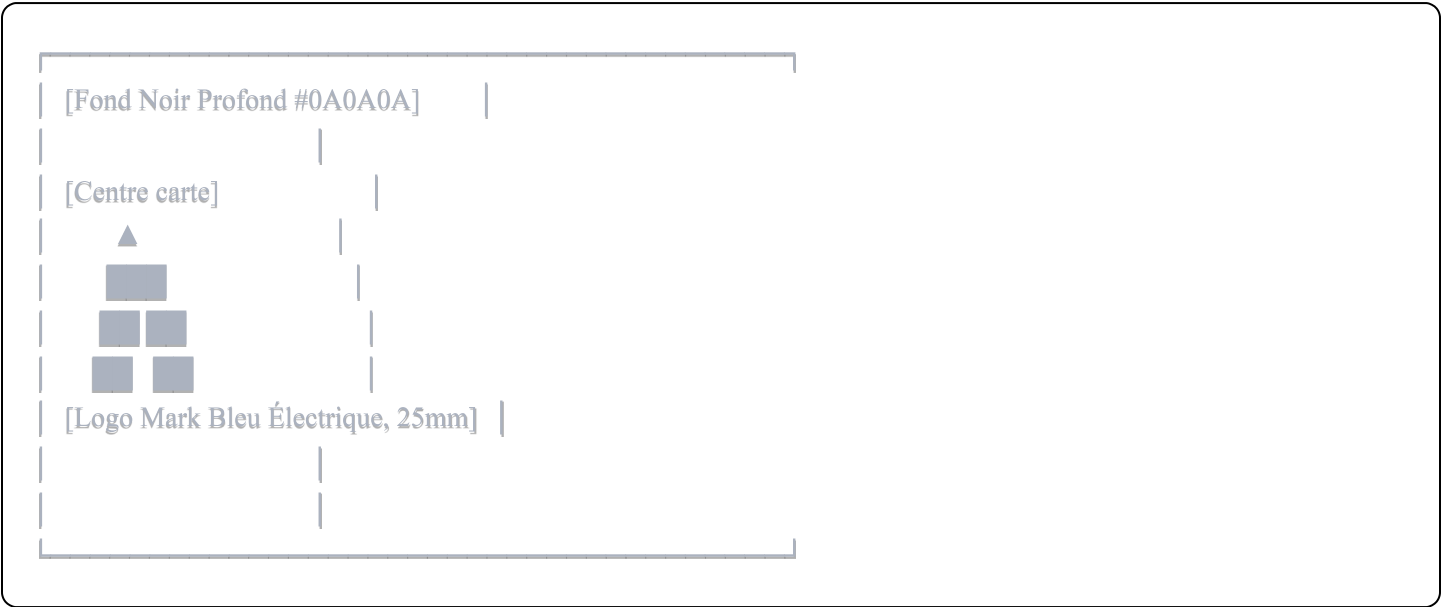 [Fond Noir Profond #0A0A0A]
[Centre carte]
[Logo Mark Bleu Électrique, 25mm]